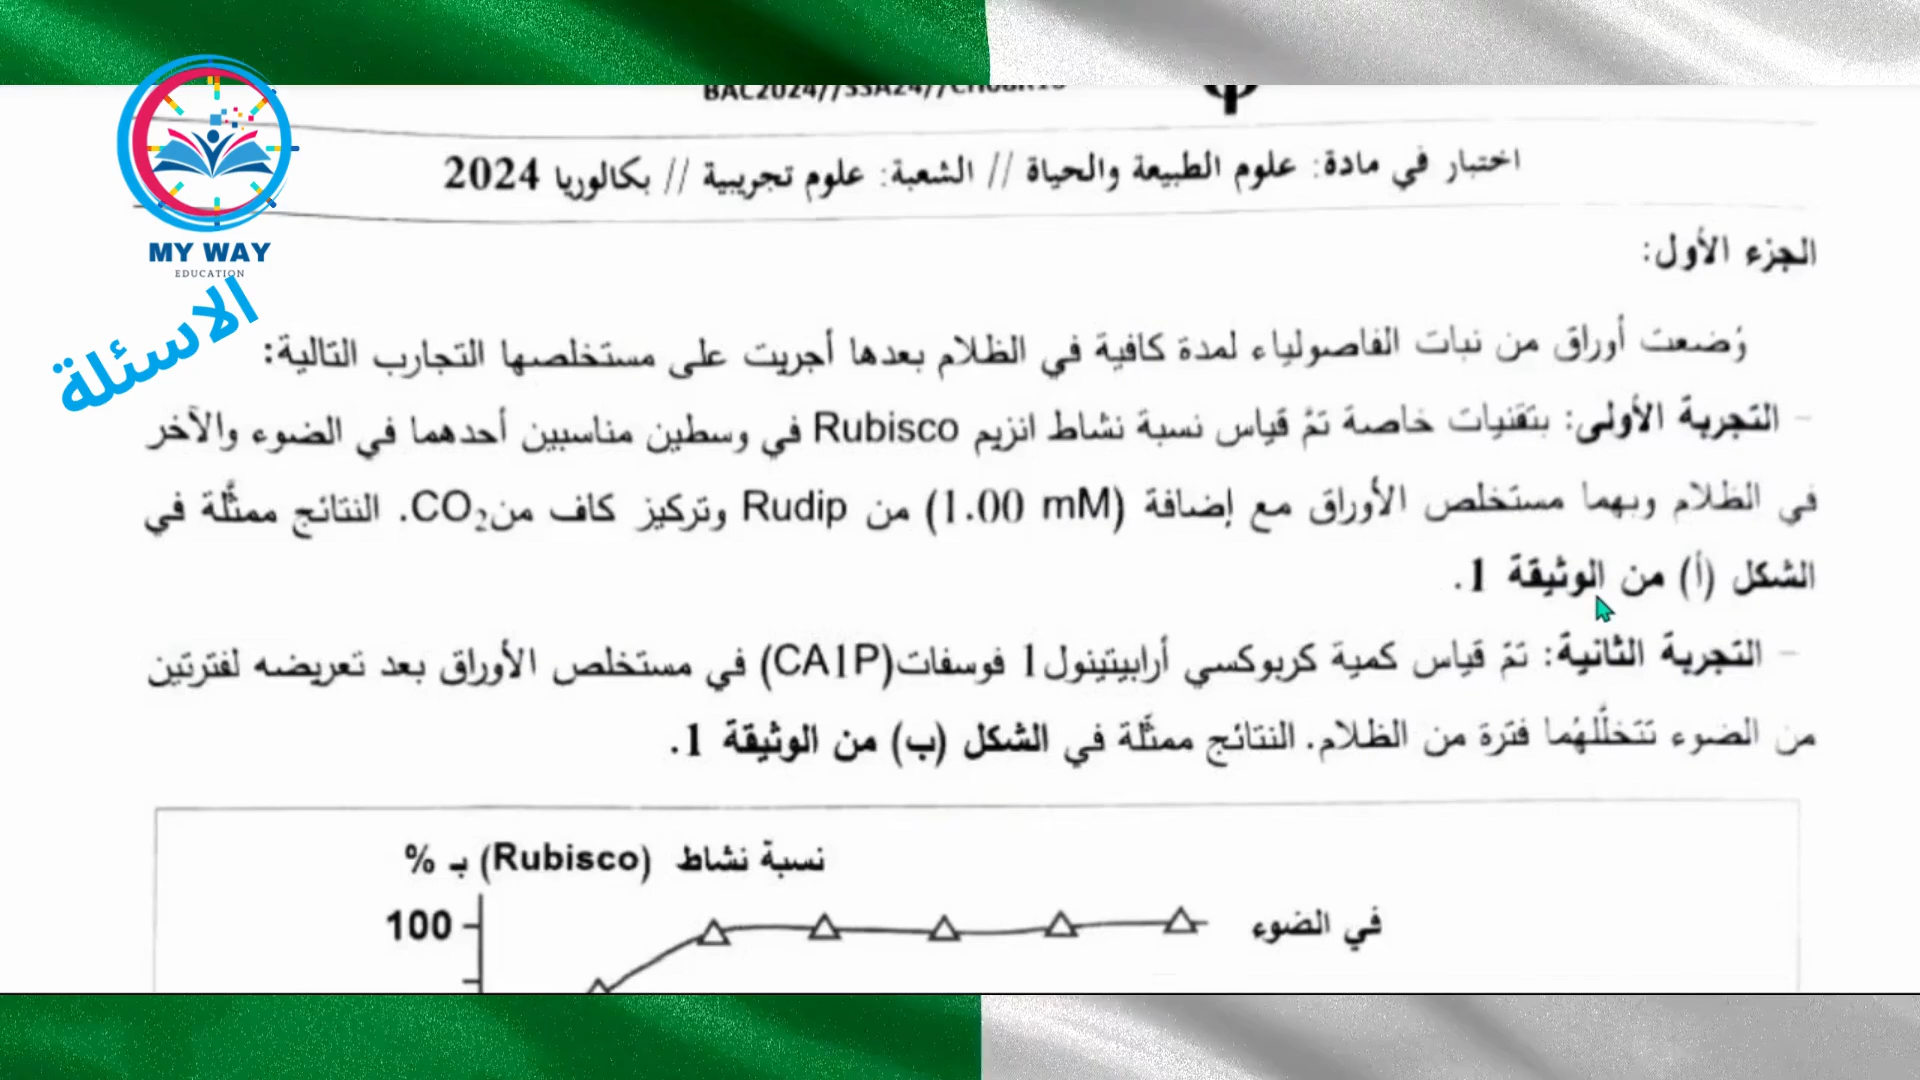 اختبار في مادة: علوم الطبيعة والحياة // الشعبة: علوم تجريبية // بكالوريا 2024
MY WAY
EDUCATION
الاسئلة
الجزء الأول:
وُضعت أوراق من نبات الفاصولياء لمدة كافية في الظلام بعدها أجريت على مستخلصها التجارب التالية:
– التجربة الأولى: بتقنيات خاصة تمّ قياس نسبة نشاط انزيم Rubisco في وسطين مناسبين أحدهما في الضوء والآخر
في الظلام وبهما مستخلص الأوراق مع إضافة (1.00 mM) من Rudip وتركيز كاف من CO₂. النتائج ممثَّلة في
الشكل (أ) من الوثيقة 1.
– التجربة الثانية: تمّ قياس كمية كربوكسي أرابيتينول 1 فوسفات(CA1P) في مستخلص الأوراق بعد تعريضه لفترتين
من الضوء تتخلَّلهُما فترة من الظلام. النتائج ممثَّلة في الشكل (ب) من الوثيقة 1.
نسبة نشاط (Rubisco) بـ %
100
في الضوء